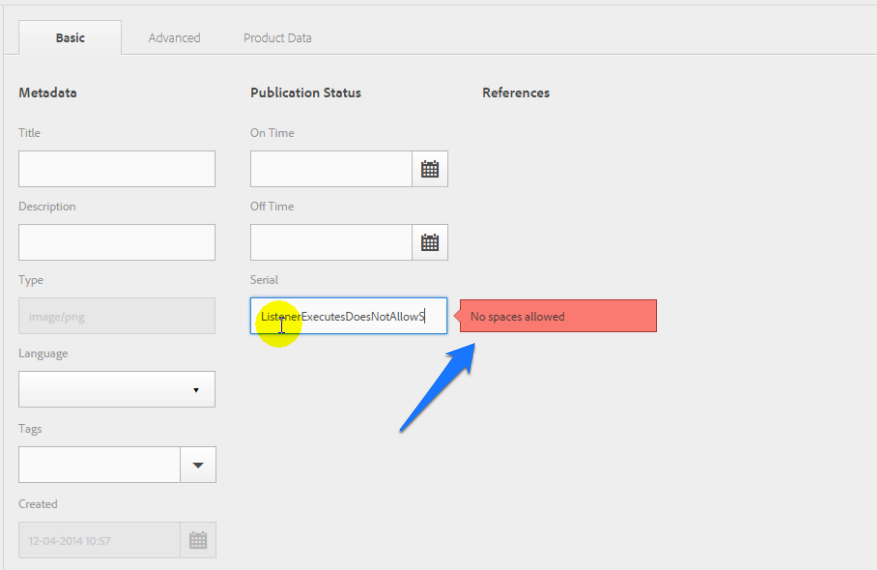 Basic Advanced Product Data
Metadata Publication Status References
Title On Time
Description Off Time
Type Serial
image/png ListenerExecutesDoesNotAllowS No spaces allowed
Language
Tags
Created
12-04-2014 10:57